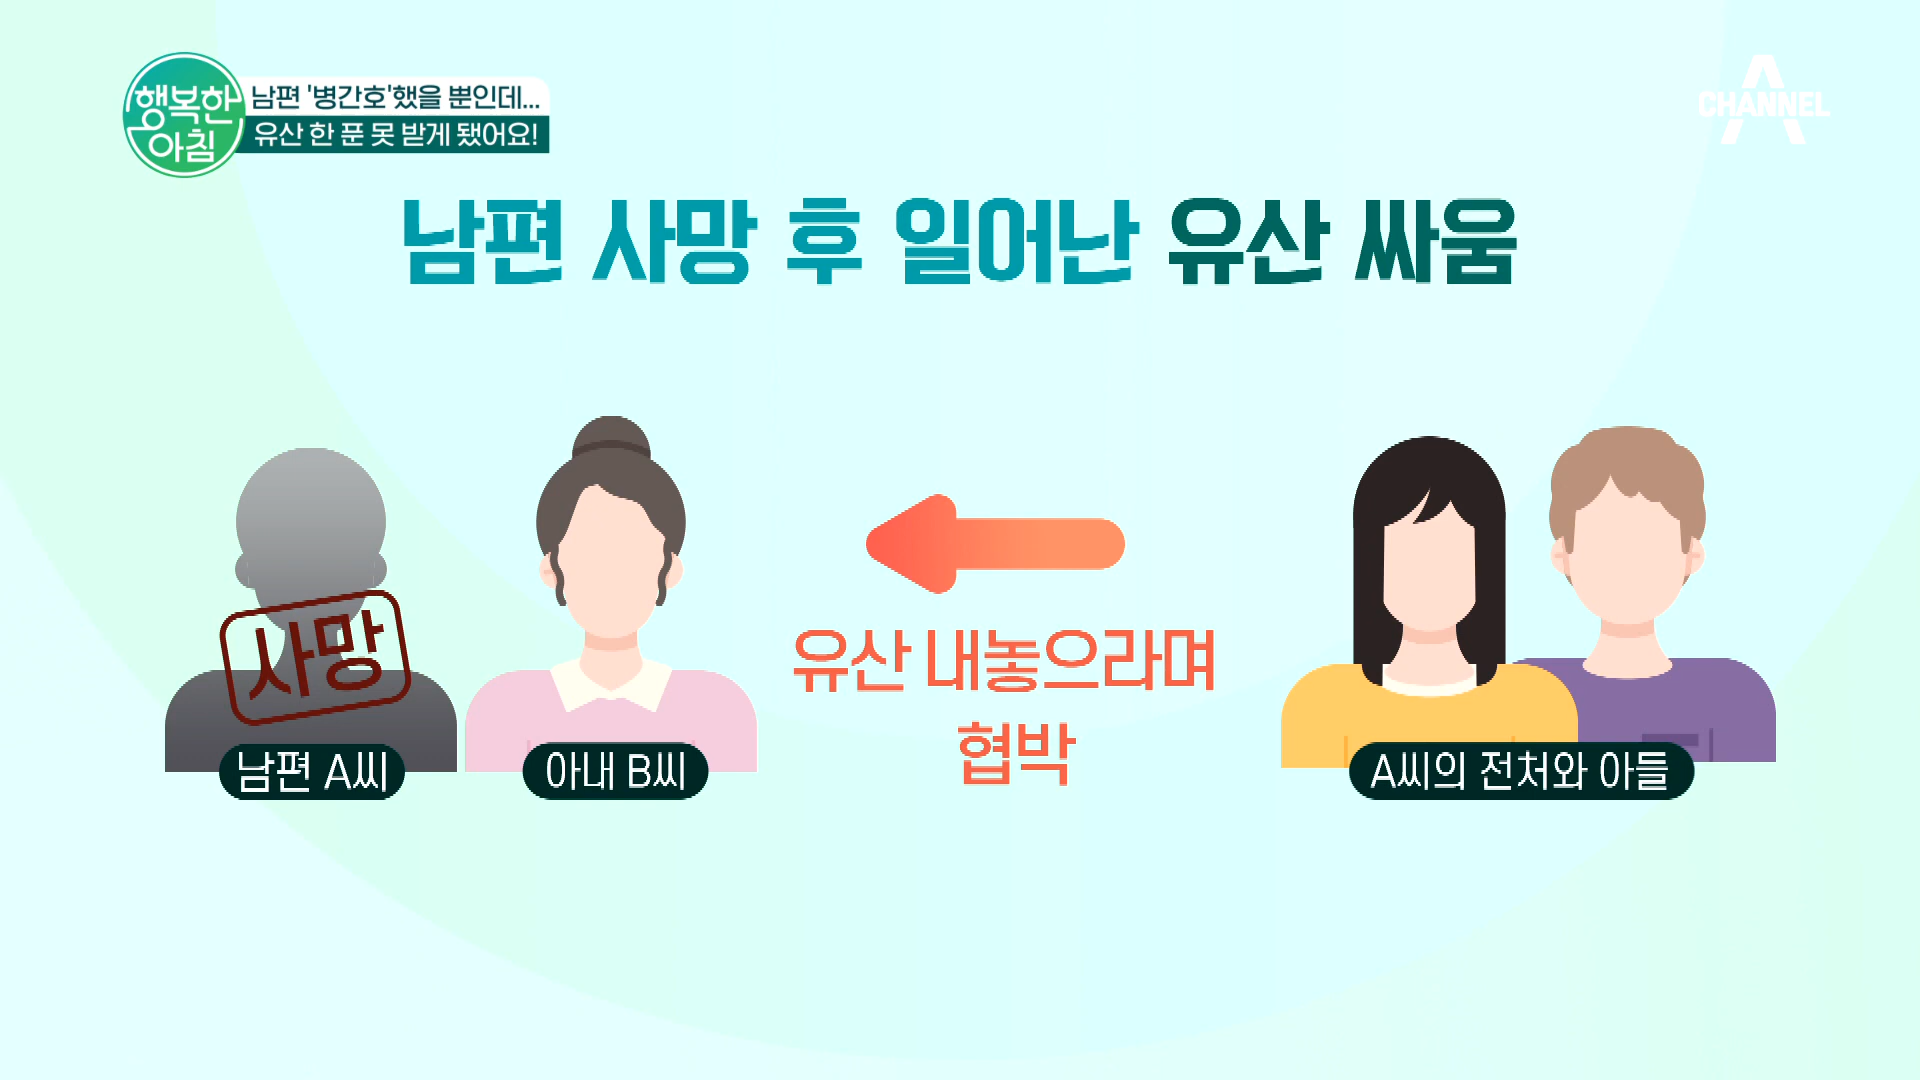 행복한
아침
남편 '병간호'했을 뿐인데...
유산 한 푼 못 받게 됐어요!
CHANNEL A
남편 사망 후 일어난 유산 싸움
사망
남편 A씨
아내 B씨
유산 내놓으라며
협박
A씨의 전처와 아들